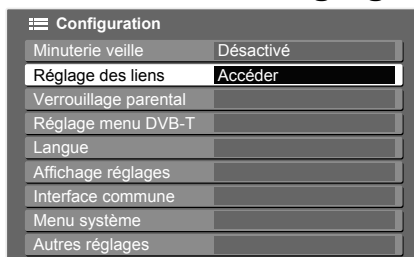 Configuration
Minuterie veille Désactivé
Réglage des liens Accéder
Verrouillage parental
Réglage menu DVB-T
Langue
Affichage réglages
Interface commune
Menu système
Autres réglages